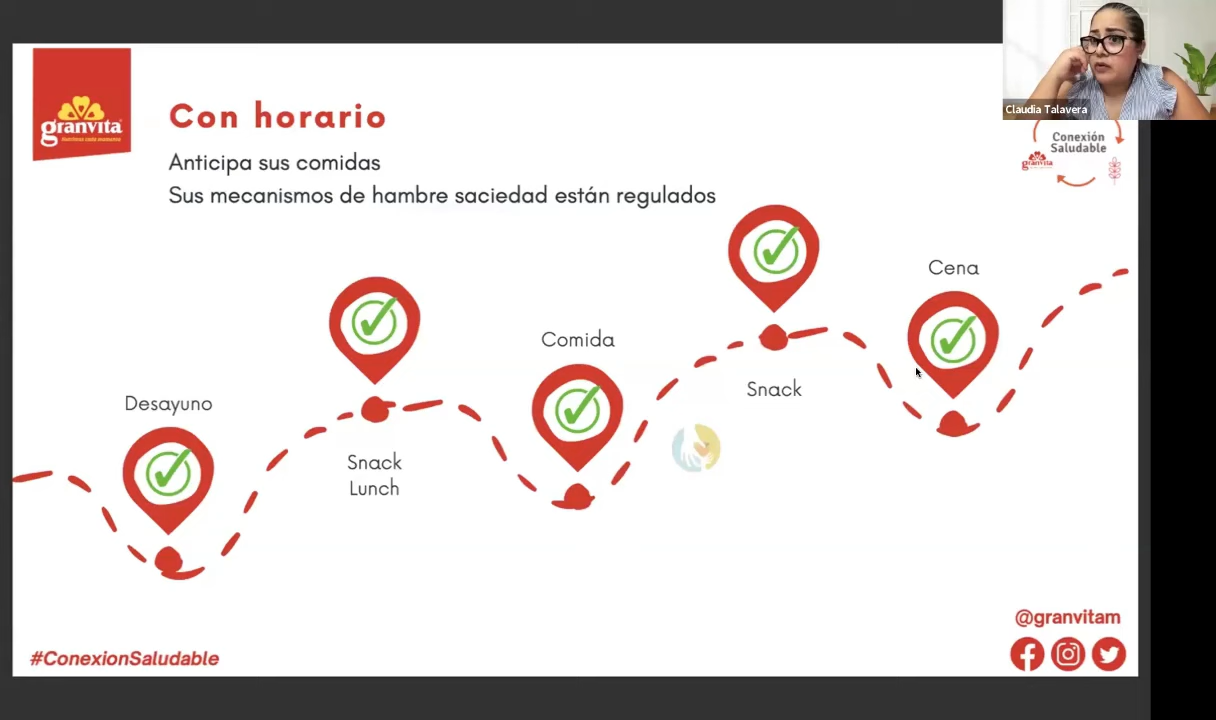 granvita
Claudia Talavera
Con horario
Anticipa sus comidas
Sus mecanismos de hambre saciedad están regulados
Conexión
Saludable
granvita
Cena
Comida
Snack
Desayuno
Snack
Lunch
@granvitam
#ConexionSaludable